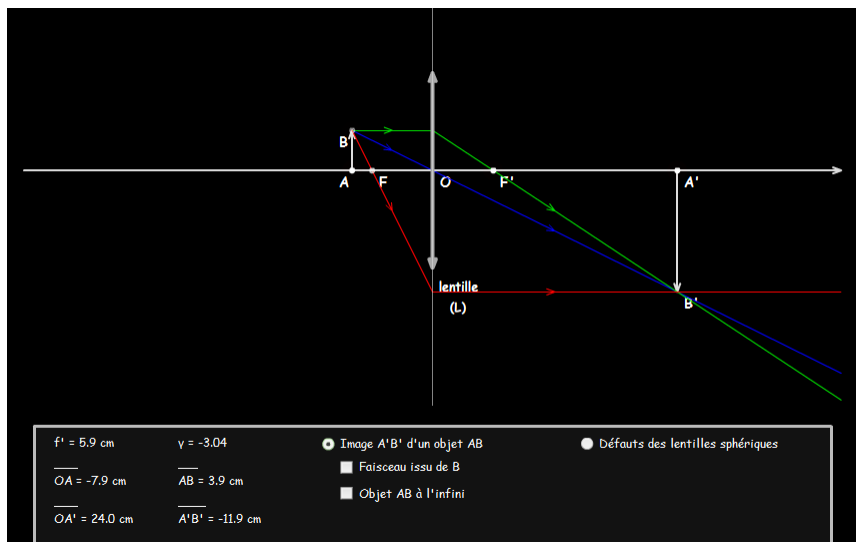 B
A F O F' A'
lentille
(L)
B'
f' = 5.9 cm γ = -3.04 Image A'B' d'un objet AB Défauts des lentilles sphériques
OA = -7.9 cm AB = 3.9 cm Faisceau issu de B
Objet AB à l'infini
OA' = 24.0 cm A'B' = -11.9 cm